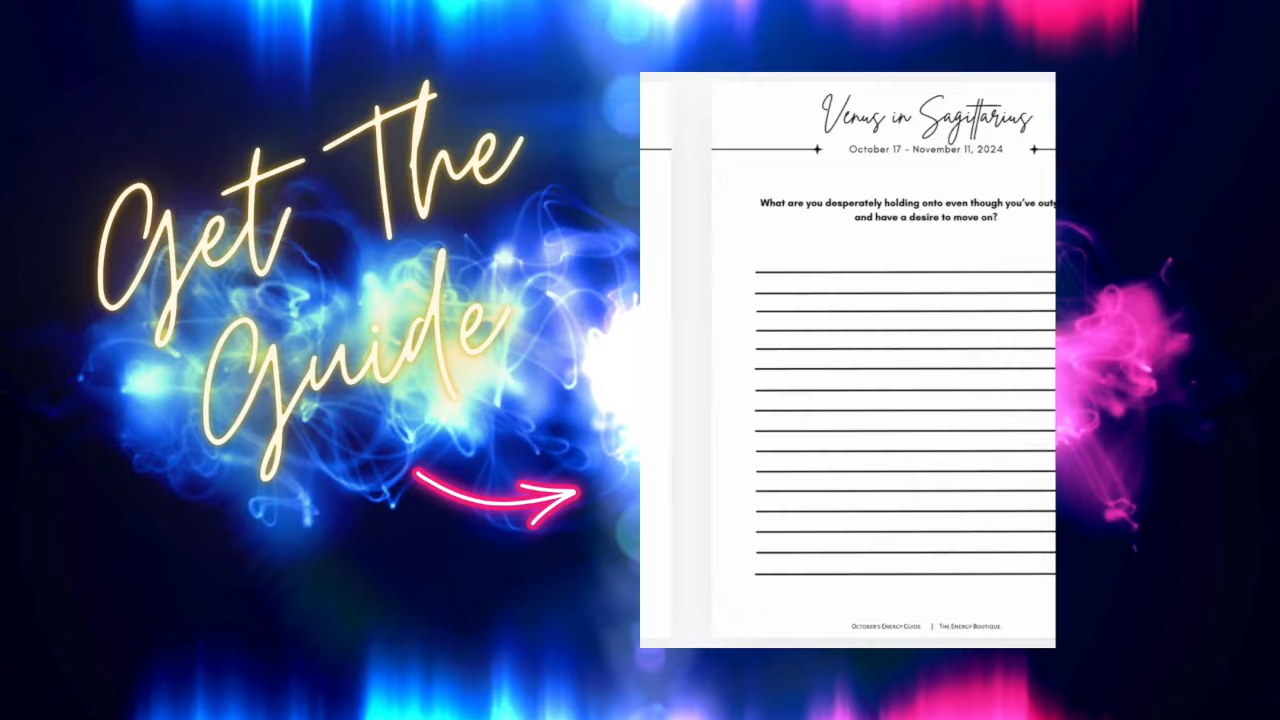 Get The
Guide
Venus in Sagittarius
October 17 - November 11, 2024
What are you desperately holding onto even though you've
and have a desire to move on?
October's Energy Guide | The Energy Boutique